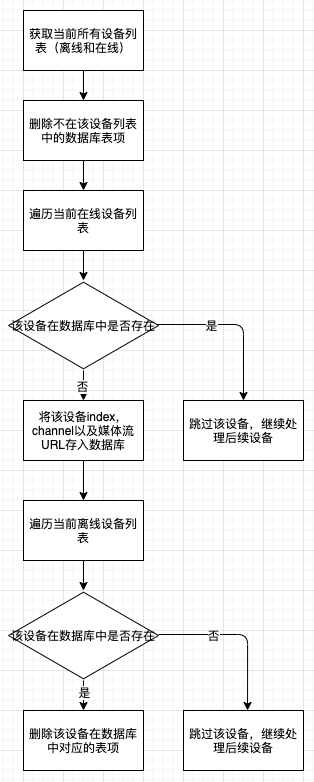 获取当前所有设备列
表（离线和在线）
删除不在该设备列表
中的数据库表项
遍历当前在线设备列
表
该设备在数据库中是否存在
是
否
将该设备index，
channel以及媒体流
URL存入数据库
跳过该设备，继续处
理后续设备
遍历当前离线设备列
表
该设备在数据库中是否存在
否
是
删除该设备在数据库
中对应的表项
跳过该设备，继续处
理后续设备